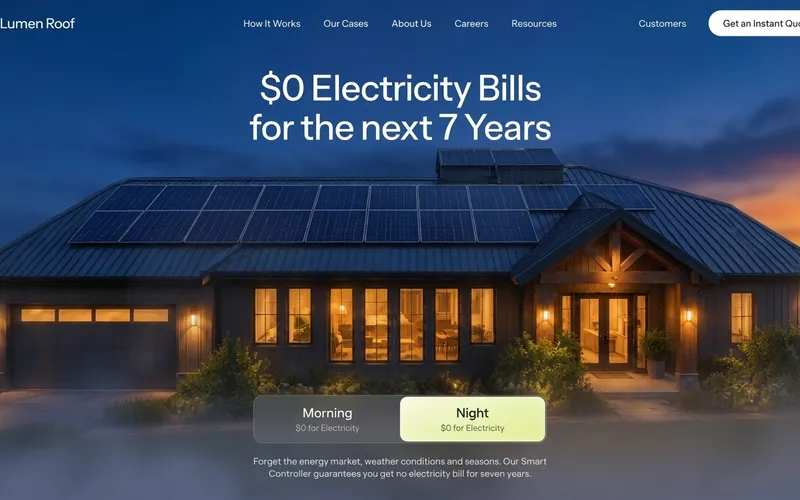 Lumen Roof
How It Works
Our Cases
About Us
Careers
Resources
Customers
Get an Instant Quo
$0 Electricity Bills
for the next 7 Years
Morning
$0 for Electricity
Night
$0 for Electricity
Forget the energy market, weather conditions and seasons. Our Smart
Controller guarantees you get no electricity bill for seven years.